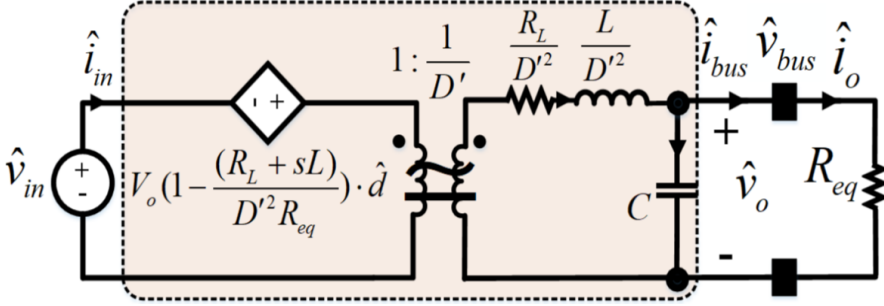 î_in
1 : 1/D'
R_L/D'²
L/D'²
î_bus
v̂_bus
î_o
- +
+
-
v̂_in
V_o(1 - (R_L + sL)/(D'² R_eq)) · d̂
C
+
v̂_o
-
R_eq